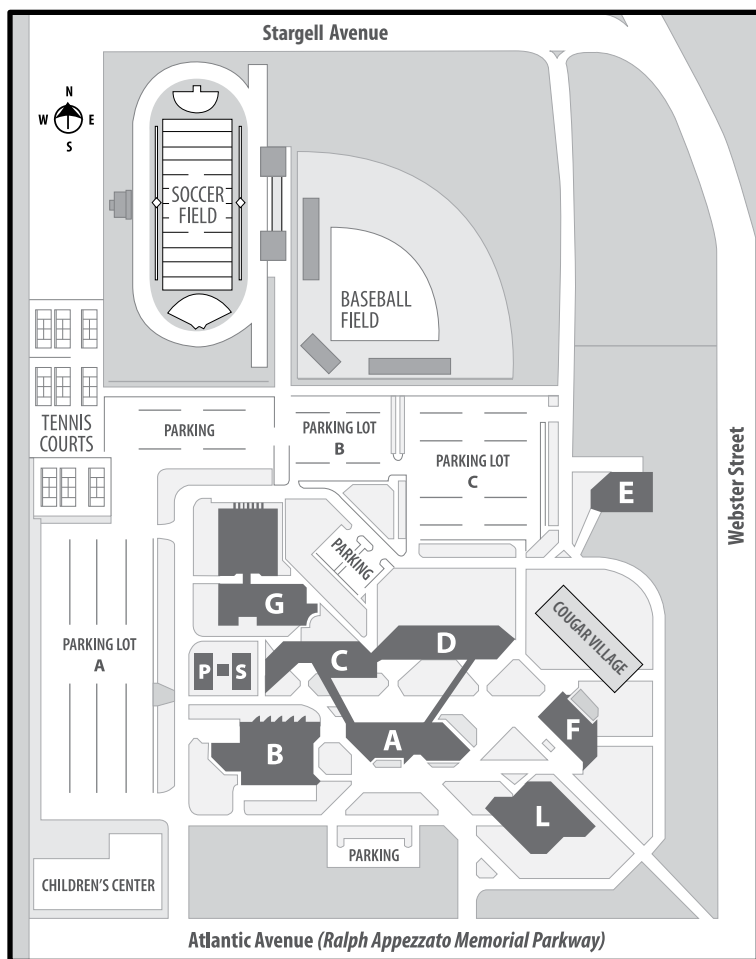 Stargell Avenue
N
W E
S
SOCCER
FIELD
BASEBALL
FIELD
TENNIS
COURTS
PARKING
PARKING LOT
B
PARKING LOT
C
E
Webster Street
PARKING
G
COUGAR VILLAGE
PARKING LOT
A
P S
C
D
F
B
A
L
PARKING
CHILDREN'S CENTER
Atlantic Avenue (Ralph Appezzato Memorial Parkway)